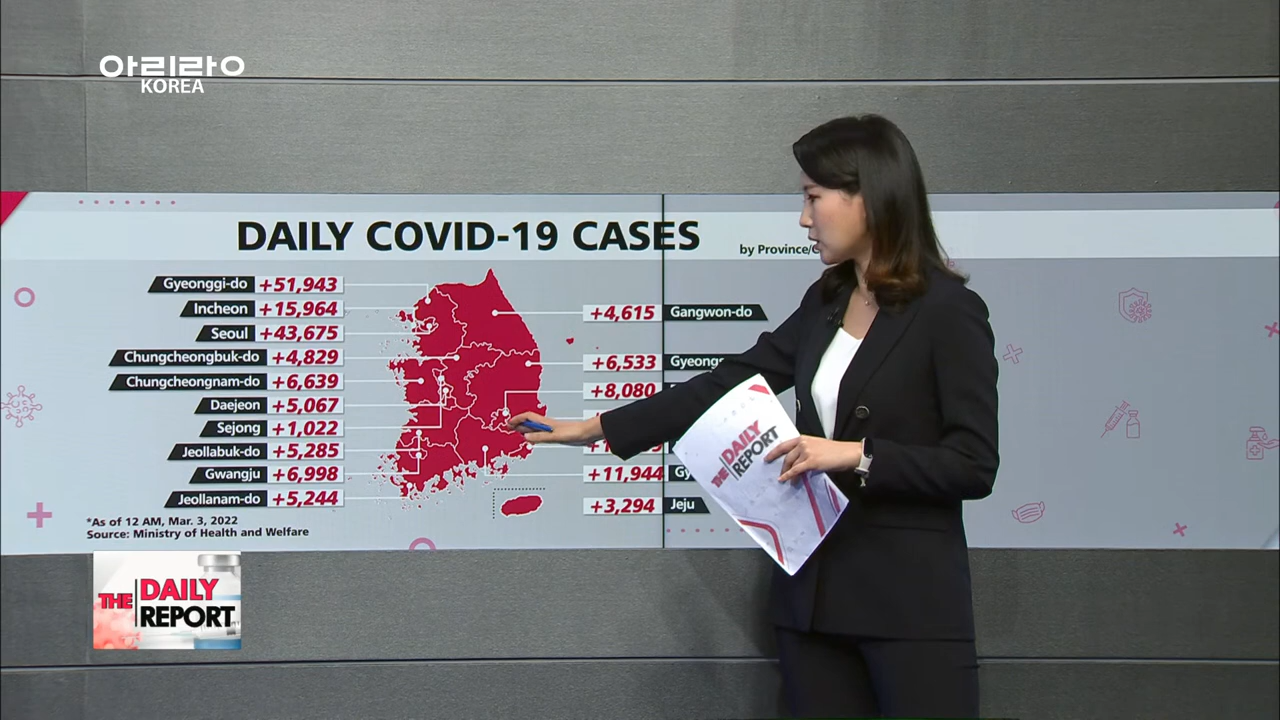 아리랑
KOREA
DAILY COVID-19 CASES
by Province/
Gyeonggi-do +51,943
Incheon +15,964
Seoul +43,675
Chungcheongbuk-do +4,829
Chungcheongnam-do +6,639
Daejeon +5,067
Sejong +1,022
Jeollabuk-do +5,285
Gwangju +6,998
Jeollanam-do +5,244
+4,615 Gangwon-do
+6,533
+8,080
+11,944
+3,294 Jeju
*As of 12 AM, Mar. 3, 2022
Source: Ministry of Health and Welfare
THE DAILY REPORT
THE DAILY REPORT